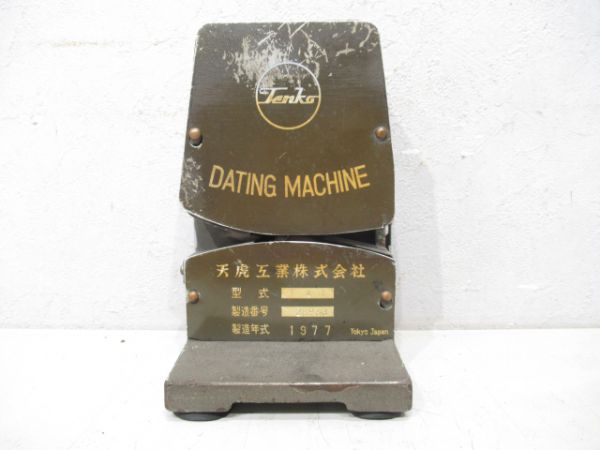 Tenko
DATING MACHINE
天虎工業株式会社
型式
製造番号
製造年式 1977 Tokyo Japan